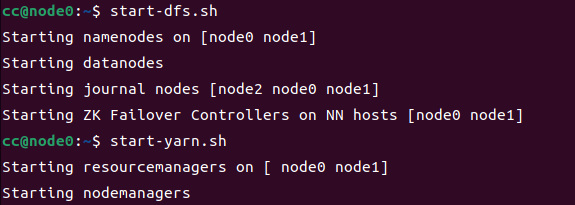 cc@node0:~$ start-dfs.sh
Starting namenodes on [node0 node1]
Starting datanodes
Starting journal nodes [node2 node0 node1]
Starting ZK Failover Controllers on NN hosts [node0 node1]
cc@node0:~$ start-yarn.sh
Starting resourcemanagers on [ node0 node1]
Starting nodemanagers